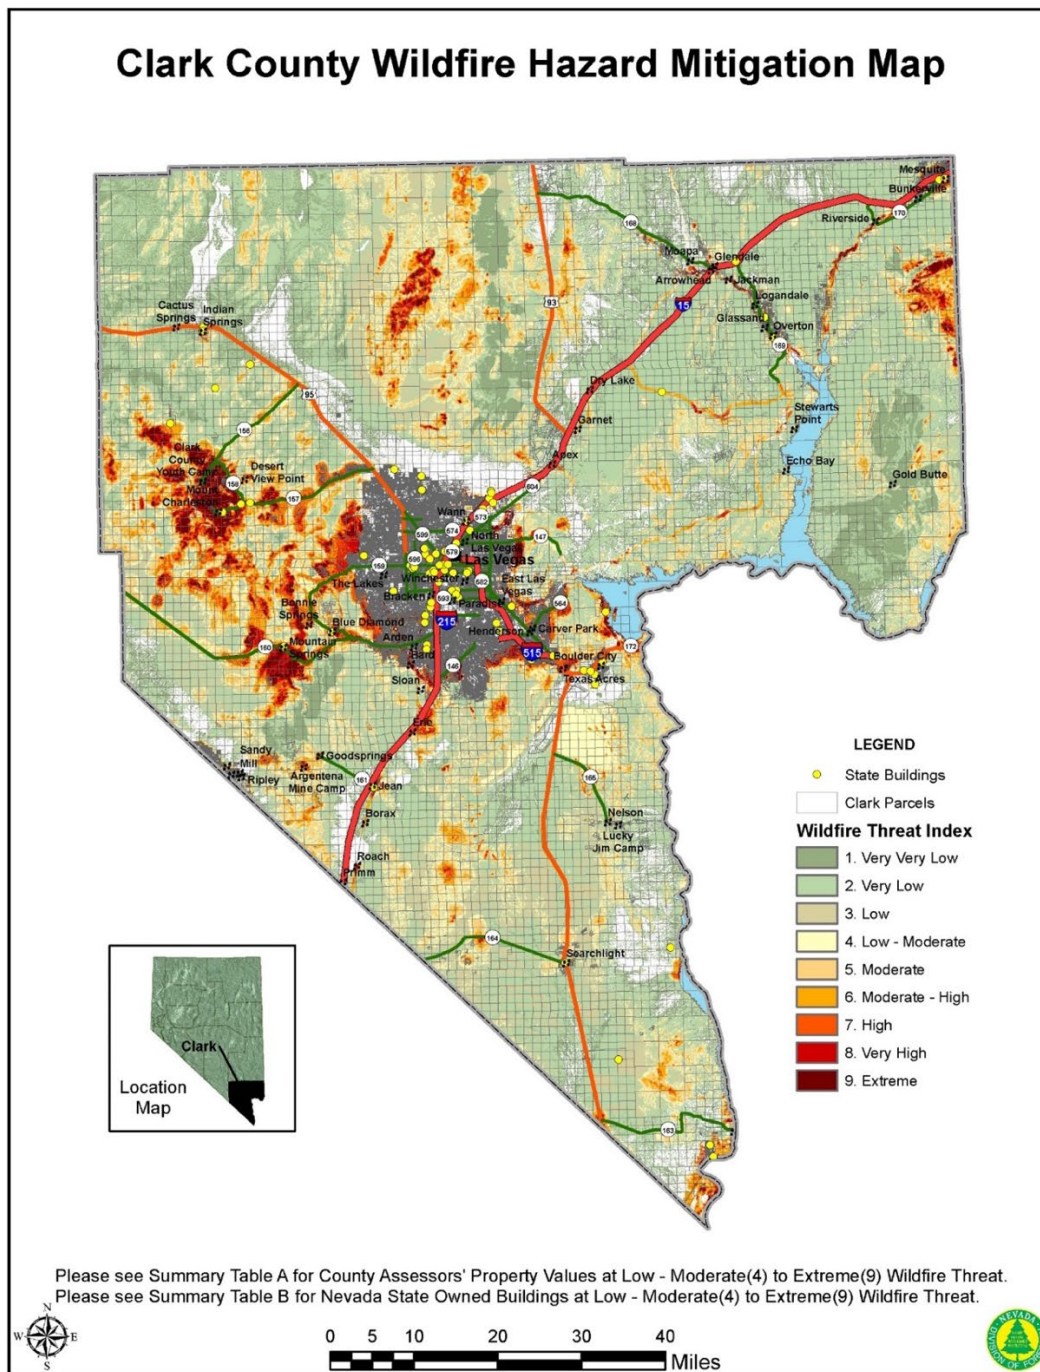 Clark County Wildfire Hazard Mitigation Map
Mesquite
Bunkerville
170
Riverside
168
Moapa
Glendale
Arrowhead
Jackman
15
Logandale
Glassand
Overton
169
93
Cactus
Springs
Indian
Springs
95
Dry Lake
Garnet
Stewarts
Point
Echo Bay
Gold Butte
Apex
604
156
Clark
County
Youth Camp
Mount
Charleston
158
Desert
View Point
157
Wann
573
599
574
North
Las Vegas
147
596
579
Las Vegas
159
The Lakes
Winchester
582
East Las
Vegas
Bracken
593
Paradise
564
Bonnie
Springs
Blue Diamond
215
Henderson
Carver Park
Arden
160
Mountain
Springs
Bard
515
172
Boulder City
146
Texas Acres
Sloan
Erie
Sandy
Mill
Ripley
Goodsprings
Argentena
Mine Camp
161
Jean
165
Borax
Nelson
Lucky
Jim Camp
Roach
Primm
164
Searchlight
163
LEGEND
State Buildings
Clark Parcels
Wildfire Threat Index
1. Very Very Low
2. Very Low
3. Low
4. Low - Moderate
5. Moderate
6. Moderate - High
7. High
8. Very High
9. Extreme
Clark
Location
Map
Please see Summary Table A for County Assessors' Property Values at Low - Moderate(4) to Extreme(9) Wildfire Threat.
Please see Summary Table B for Nevada State Owned Buildings at Low - Moderate(4) to Extreme(9) Wildfire Threat.
N
W
E
S
0 5 10 20 30 40
Miles
NEVADA
DIVISION OF